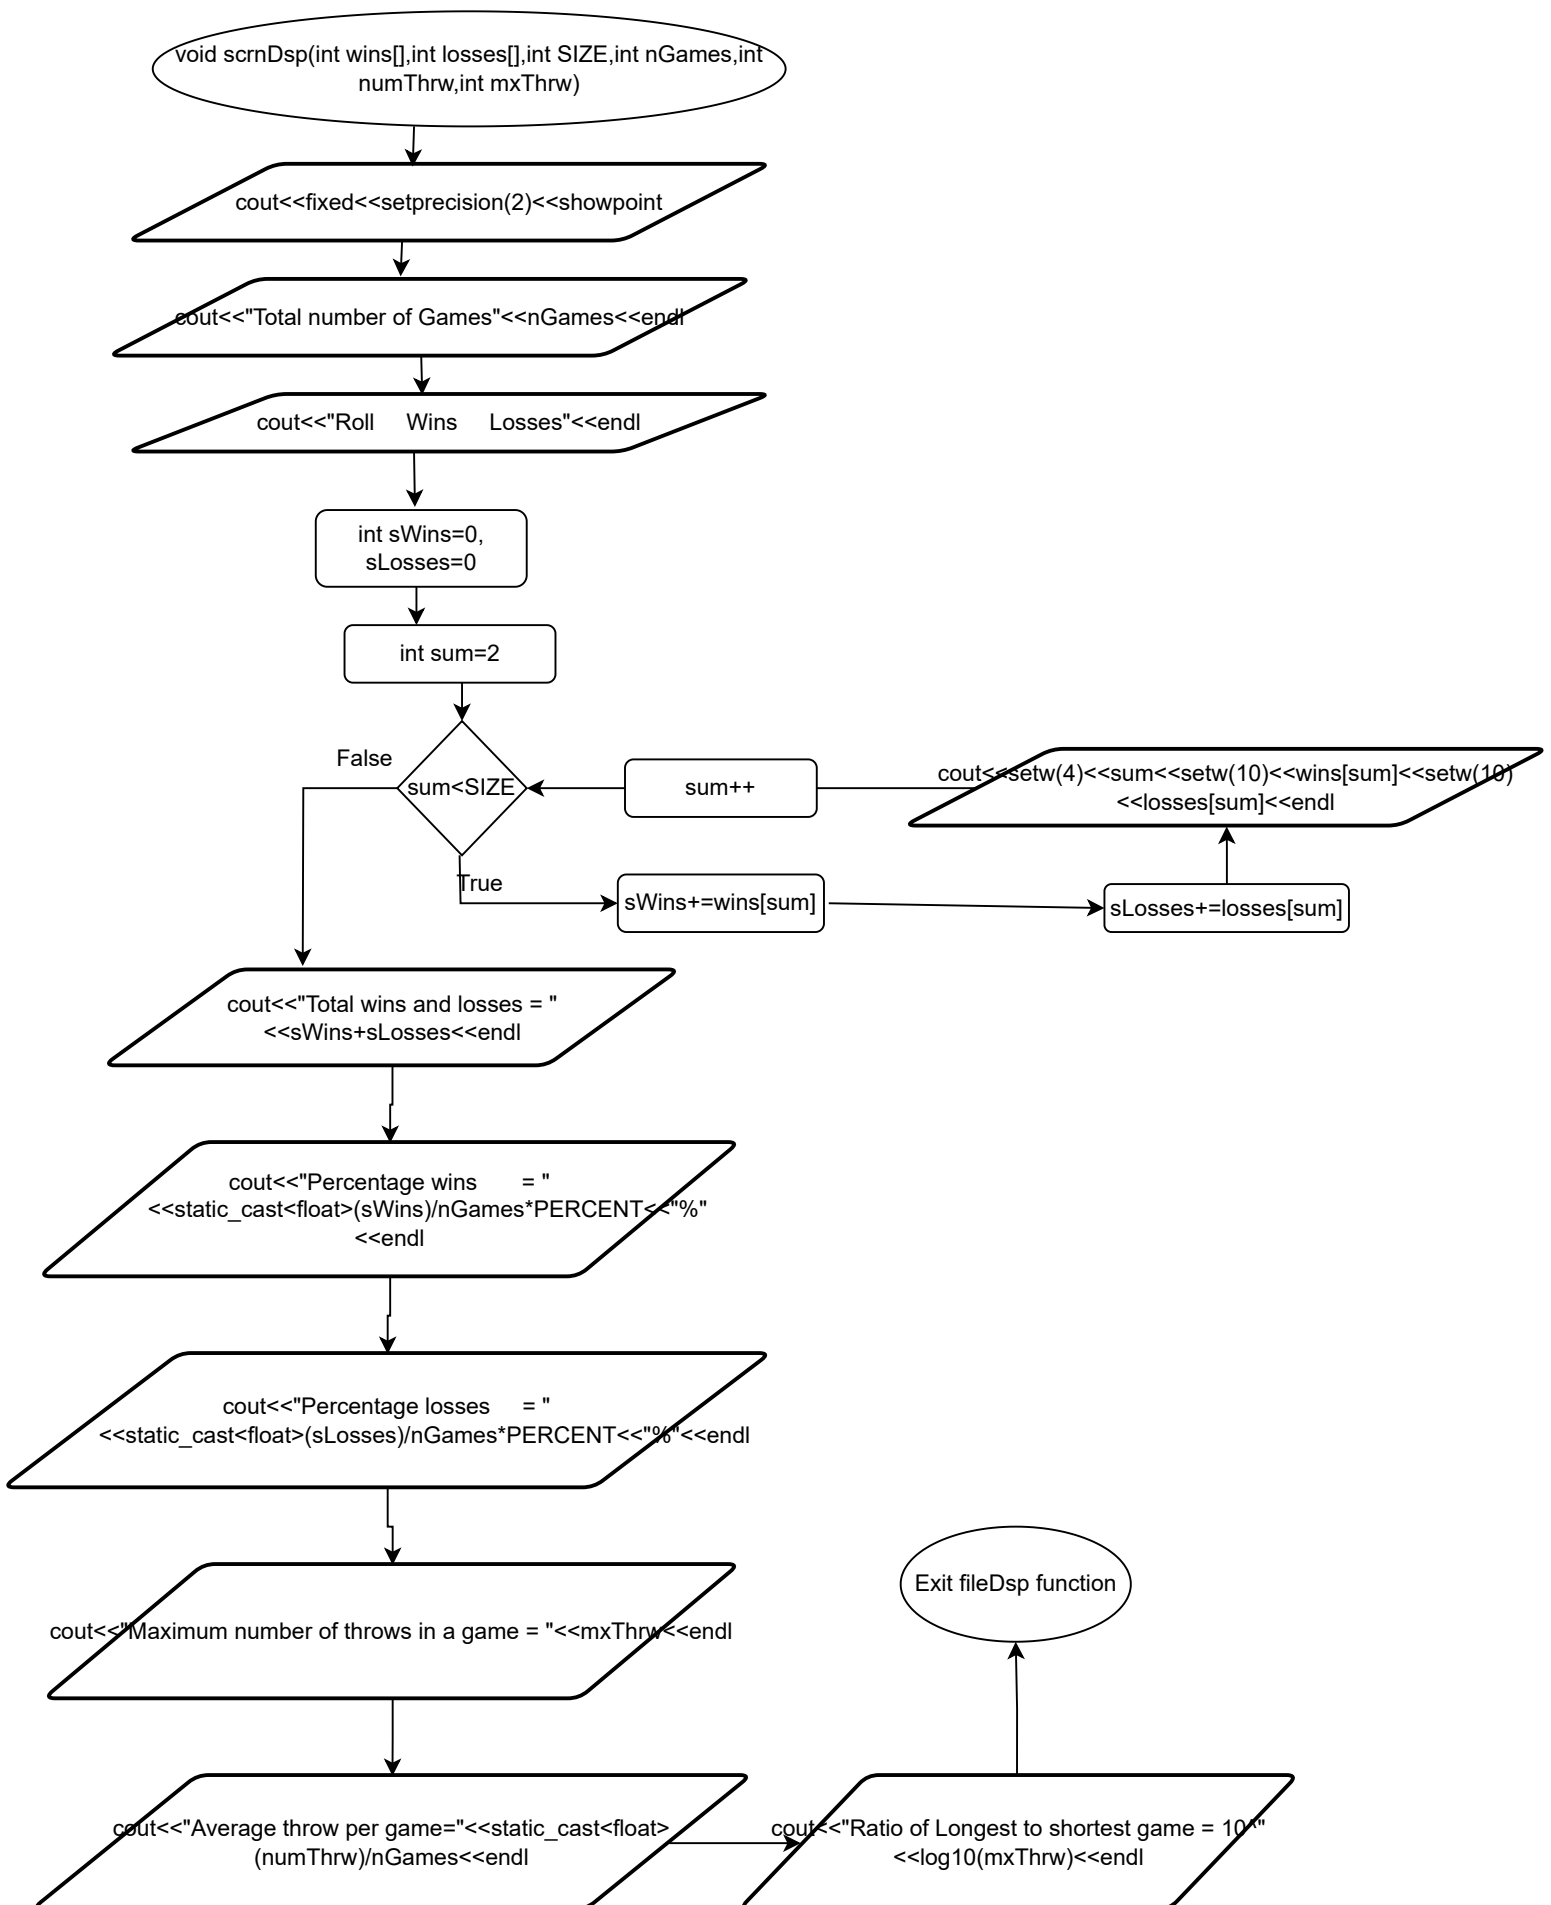 void scrnDsp(int wins[],int losses[],int SIZE,int nGames,int
numThrw,int mxThrw)
cout<<fixed<<setprecision(2)<<showpoint
cout<<"Total number of Games"<<nGames<<endl
cout<<"Roll     Wins     Losses"<<endl
int sWins=0,
sLosses=0
int sum=2
False
sum<SIZE
sum++
cout<<setw(4)<<sum<<setw(10)<<wins[sum]<<setw(10)
<<losses[sum]<<endl
True
sWins+=wins[sum]
sLosses+=losses[sum]
cout<<"Total wins and losses = "
<<sWins+sLosses<<endl
cout<<"Percentage wins       = "
<<static_cast<float>(sWins)/nGames*PERCENT<<"%"
<<endl
cout<<"Percentage losses     = "
<<static_cast<float>(sLosses)/nGames*PERCENT<<"%"<<endl
cout<<"Maximum number of throws in a game = "<<mxThrw<<endl
Exit fileDsp function
cout<<"Average throw per game="<<static_cast<float>
(numThrw)/nGames<<endl
cout<<"Ratio of Longest to shortest game = 10^"
<<log10(mxThrw)<<endl